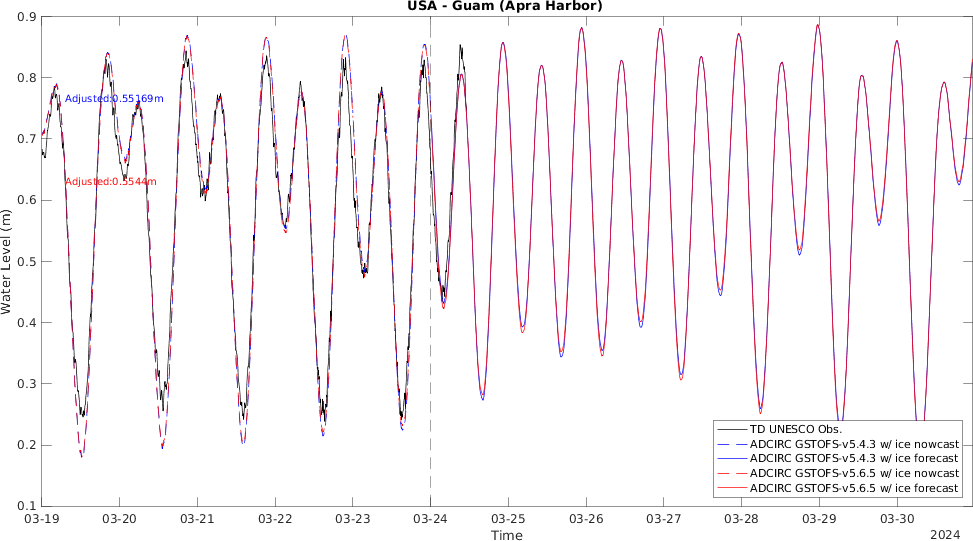 USA - Guam (Apra Harbor)
0.9
0.8
0.7
0.6
0.5
0.4
0.3
0.2
0.1
Water Level (m)
Adjusted:0.55169m
Adjusted:0.5544m
TD UNESCO Obs.
ADCIRC GSTOFS-v5.4.3 w/ ice nowcast
ADCIRC GSTOFS-v5.4.3 w/ ice forecast
ADCIRC GSTOFS-v5.6.5 w/ ice nowcast
ADCIRC GSTOFS-v5.6.5 w/ ice forecast
03-19 03-20 03-21 03-22 03-23 03-24 03-25 03-26 03-27 03-28 03-29 03-30
Time
2024